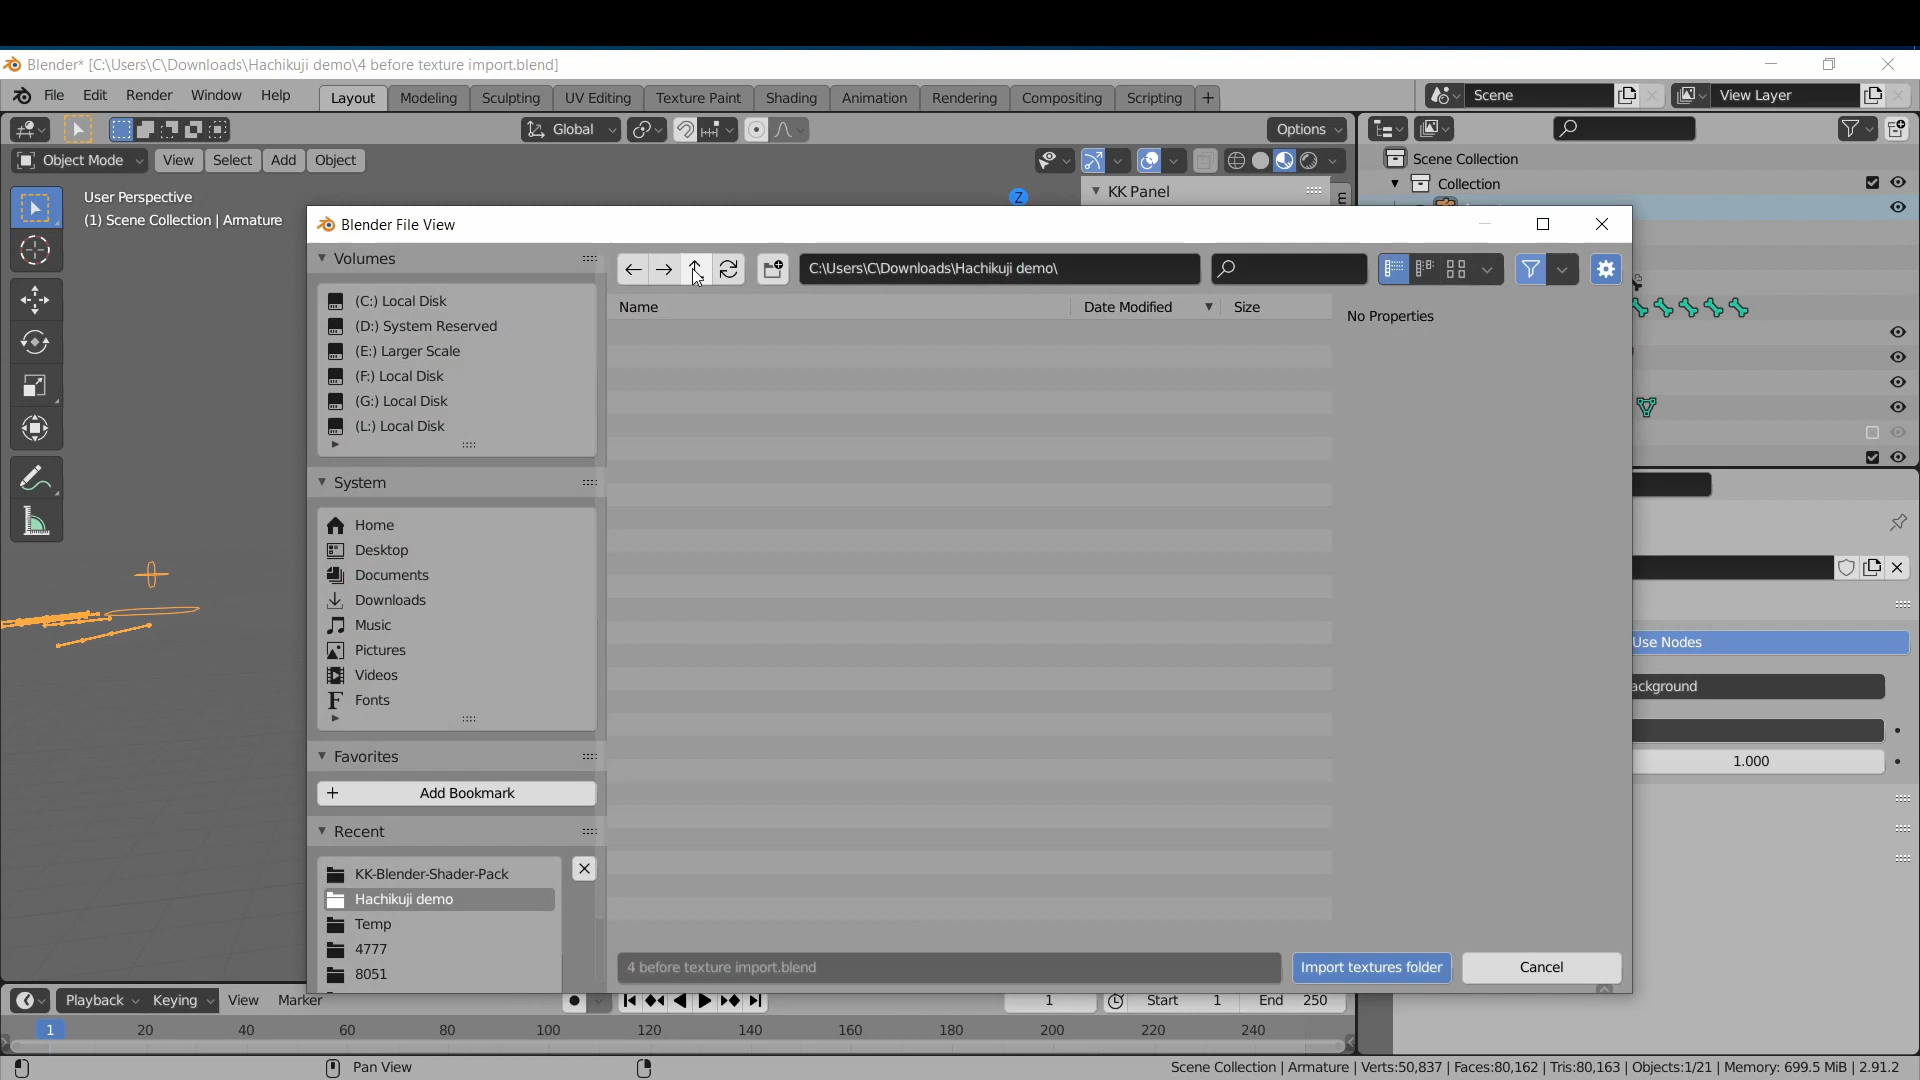 Blender* [C:\Users\C\Downloads\Hachikuji demo\4 before texture import.blend]
File Edit Render Window Help Layout Modeling Sculpting UV Editing Texture Paint Shading Animation Rendering Compositing Scripting + Scene View Layer
Global Options
Object Mode View Select Add Object
Scene Collection
User Perspective
KK Panel
Collection
(1) Scene Collection | Armature
Z
Blender File View
Volumes
C:\Users\C\Downloads\Hachikuji demo\
Name Date Modified Size
No Properties
(C:) Local Disk
(D:) System Reserved
(E:) Larger Scale
(F:) Local Disk
(G:) Local Disk
(L:) Local Disk
System
Home
Desktop
Documents
Downloads
Music
Pictures
Videos
Fonts
Favorites
Add Bookmark
Recent
KK-Blender-Shader-Pack
Hachikuji demo
Temp
4777
8051
4 before texture import.blend Import textures folder Cancel
Use Nodes
ackground
1.000
Playback Keying View Marker 1 Start 1 End 250
1 20 40 60 80 100 120 140 160 180 200 220 240
Pan View
Scene Collection | Armature | Verts:50,837 | Faces:80,162 | Tris:80,163 | Objects:1/21 | Memory: 699.5 MiB | 2.91.2